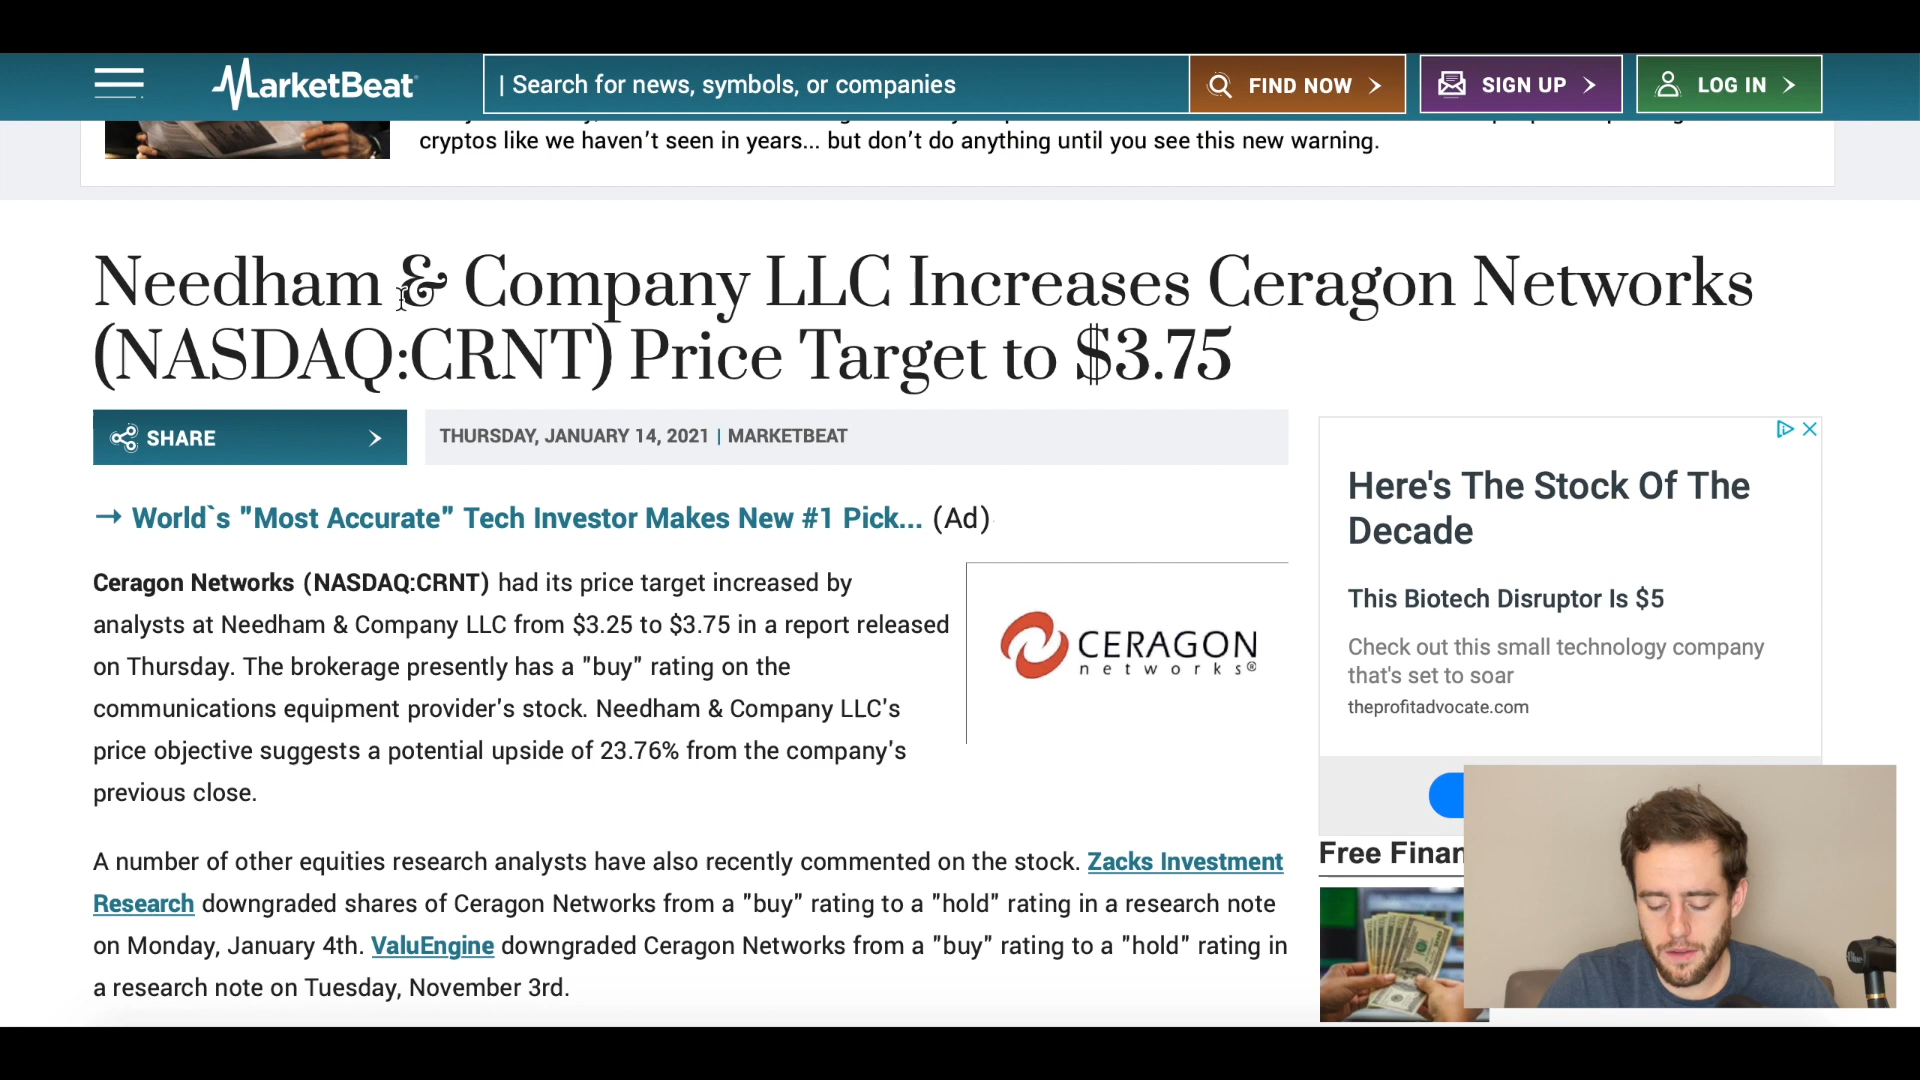 MarketBeat
| Search for news, symbols, or companies
FIND NOW
SIGN UP
LOG IN
cryptos like we haven’t seen in years... but don’t do anything until you see this new warning.
Needham & Company LLC Increases Ceragon Networks
(NASDAQ:CRNT) Price Target to $3.75
SHARE
THURSDAY, JANUARY 14, 2021 | MARKETBEAT
→ World`s "Most Accurate" Tech Investor Makes New #1 Pick... (Ad)
Ceragon Networks (NASDAQ:CRNT) had its price target increased by
analysts at Needham & Company LLC from $3.25 to $3.75 in a report released
on Thursday. The brokerage presently has a "buy" rating on the
communications equipment provider's stock. Needham & Company LLC's
price objective suggests a potential upside of 23.76% from the company's
previous close.
CERAGON
networks®
A number of other equities research analysts have also recently commented on the stock. Zacks Investment
Research downgraded shares of Ceragon Networks from a "buy" rating to a "hold" rating in a research note
on Monday, January 4th. ValuEngine downgraded Ceragon Networks from a "buy" rating to a "hold" rating in
a research note on Tuesday, November 3rd.
Here's The Stock Of The
Decade
This Biotech Disruptor Is $5
Check out this small technology company
that's set to soar
theprofitadvocate.com
Free Finan